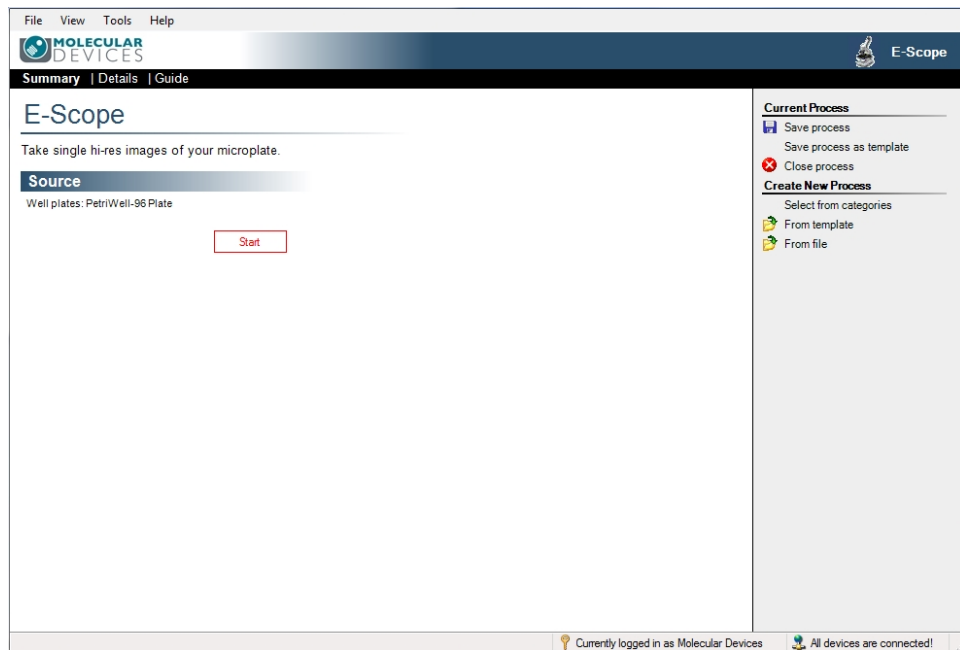 File View Tools Help
MOLECULAR
DEVICES
E-Scope
Summary | Details | Guide
E-Scope
Take single hi-res images of your microplate.
Source
Well plates: PetriWell-96 Plate
Start
Current Process
Save process
Save process as template
Close process
Create New Process
Select from categories
From template
From file
Currently logged in as Molecular Devices
All devices are connected!